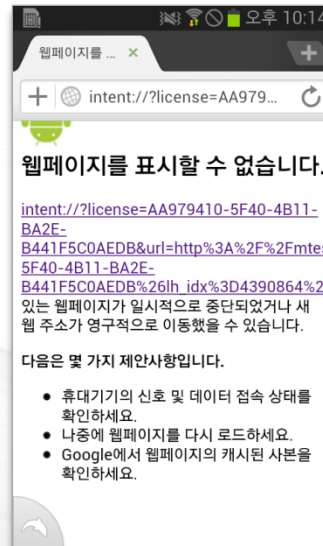 오후 10:14
웹페이지를 ... ×
intent://?license=AA979...
웹페이지를 표시할 수 없습니다.
intent://?license=AA979410-5F40-4B11-
BA2E-
B441F5C0AEDB&url=http%3A%2F%2Fmtes
5F40-4B11-BA2E-
B441F5C0AEDB%26lh_idx%3D4390864%2
있는 웹페이지가 일시적으로 중단되었거나 새
웹 주소가 영구적으로 이동했을 수 있습니다.
다음은 몇 가지 제안사항입니다.
● 휴대기기의 신호 및 데이터 접속 상태를
확인하세요.
● 나중에 웹페이지를 다시 로드하세요.
● Google에서 웹페이지의 캐시된 사본을
확인하세요.